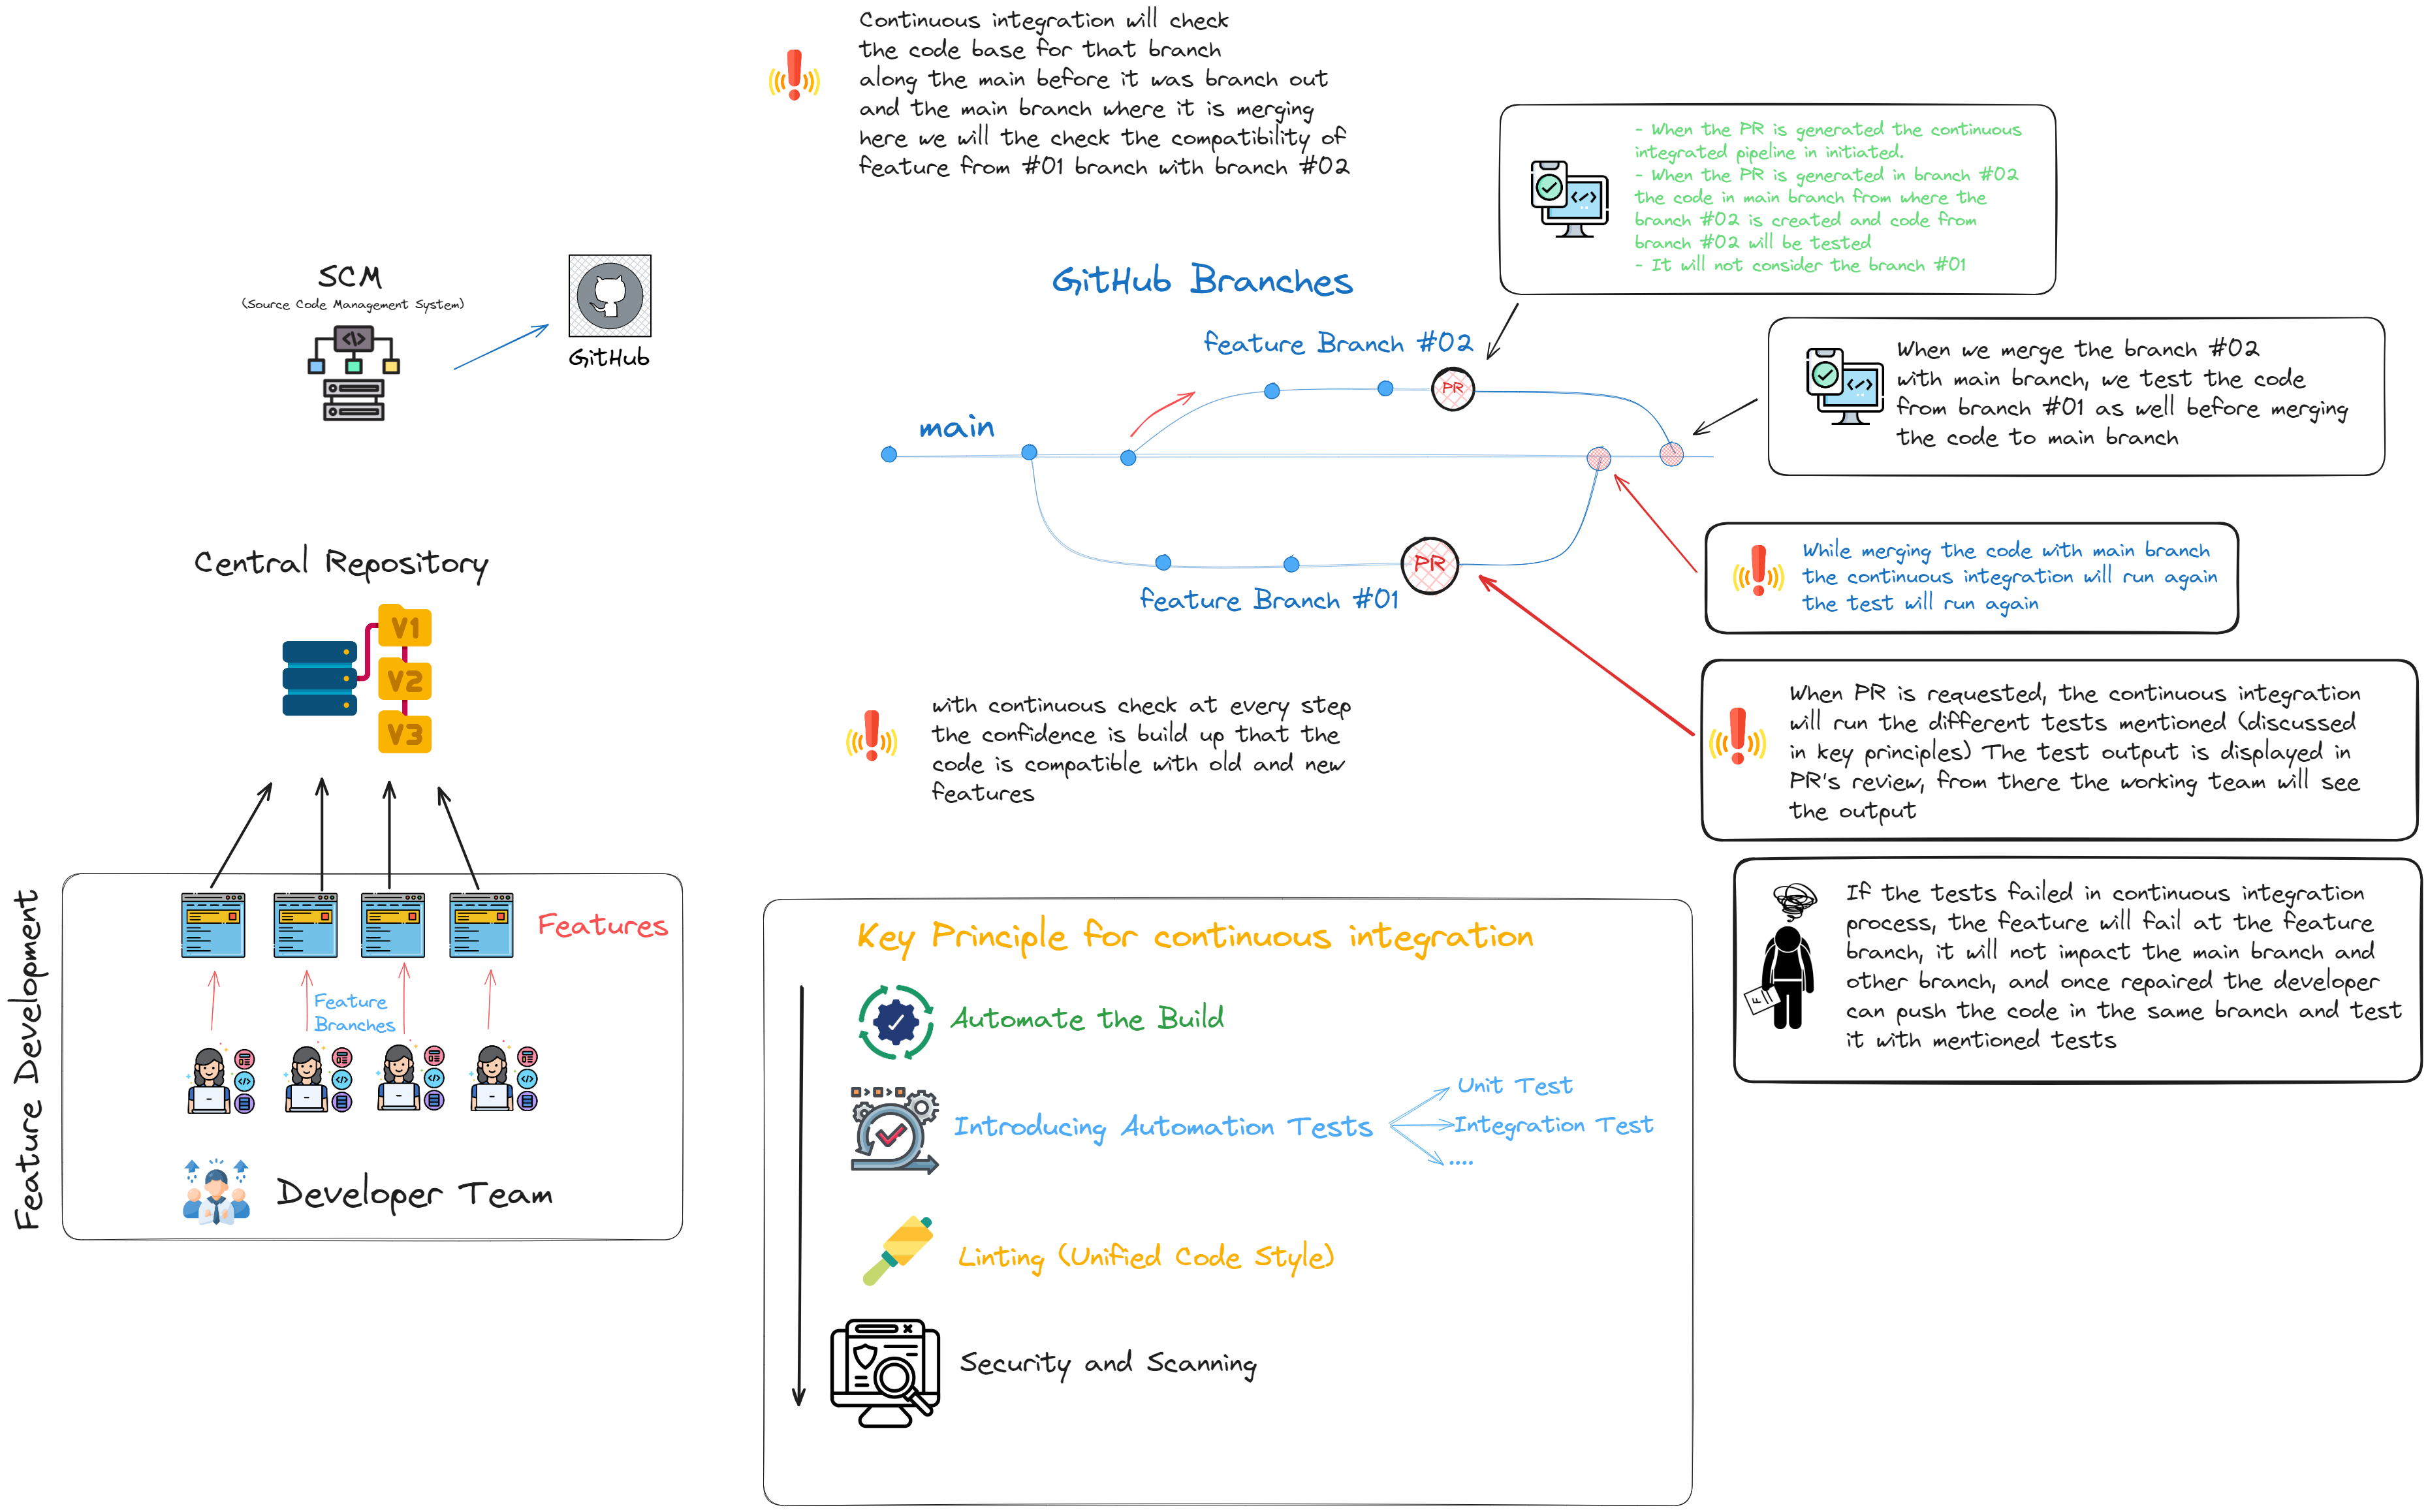 Continuous integration will check
the code base for that branch
along the main before it was branch out
and the main branch where it is merging
here we will the check the compatibility of
feature from #01 branch with branch #02
- When the PR is generated the continuous
integrated pipeline in initiated.
- When the PR is generated in branch #02
the code in main branch from where the
branch #02 is created and code from
branch #02 will be tested
- It will not consider the branch #01
SCM
(Source Code Management System)
GitHub
GitHub Branches
feature Branch #02
PR
main
When we merge the branch #02
with main branch, we test the code
from branch #01 as well before merging
the code to main branch
Central Repository
V1
V2
V3
PR
feature Branch #01
While merging the code with main branch
the continuous integration will run again
the test will run again
with continuous check at every step
the confidence is build up that the
code is compatible with old and new
features
When PR is requested, the continuous integration
will run the different tests mentioned (discussed
in key principles) The test output is displayed in
PR's review, from there the working team will see
the output
If the tests failed in continuous integration
process, the feature will fail at the feature
branch, it will not impact the main branch and
other branch, and once repaired the developer
can push the code in the same branch and test
it with mentioned tests
F
Feature Development
Features
Feature
Branches
Developer Team
Key Principle for continuous integration
Automate the Build
Introducing Automation Tests
Unit Test
Integration Test
....
Linting (Unified Code Style)
Security and Scanning